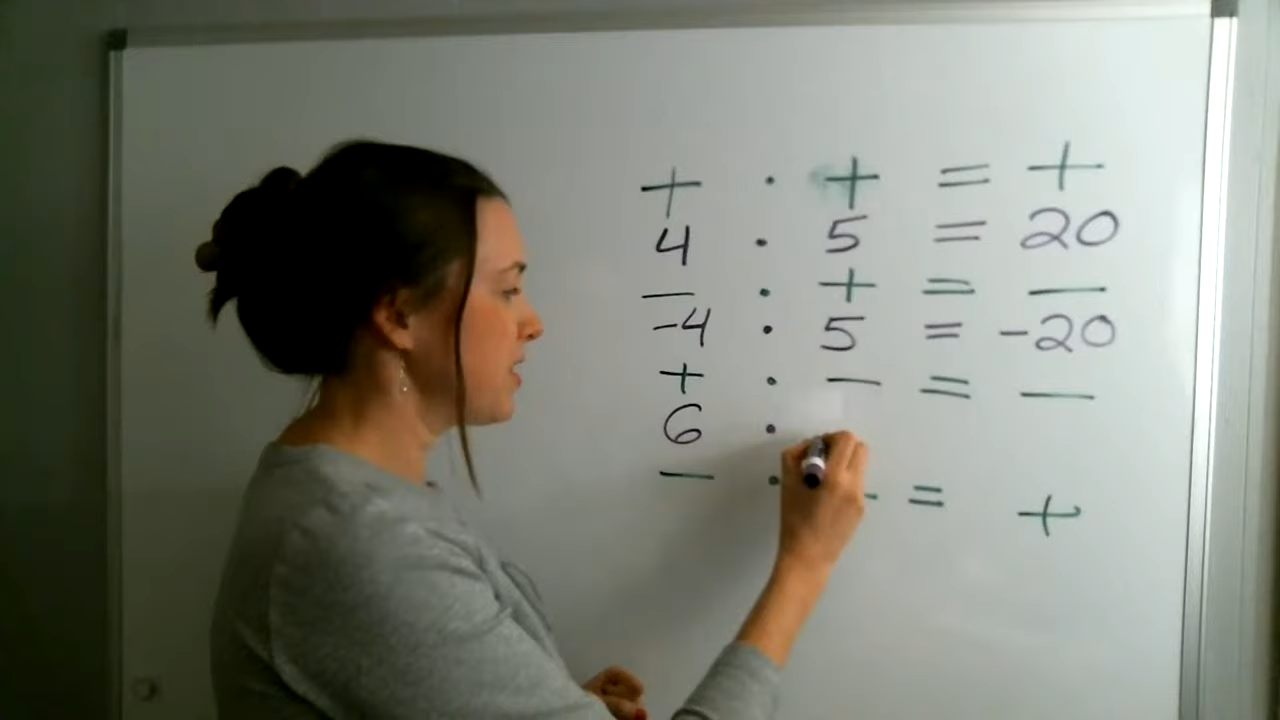 + · + = +
4 · 5 = 20
— · + = —
-4 · 5 = -20
+ · — = —
6 ·
— · — = +